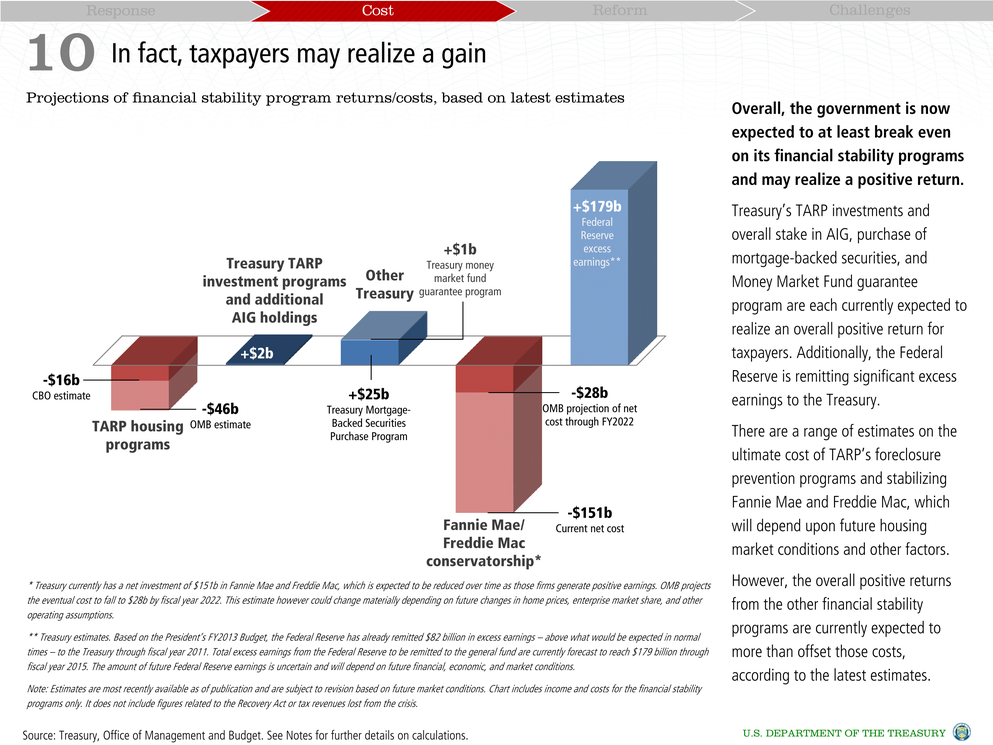 Response
Cost
Reform
Challenges
10 In fact, taxpayers may realize a gain
Projections of financial stability program returns/costs, based on latest estimates
+$179b
Federal
Reserve
excess
earnings**
+$1b
Treasury money
market fund
guarantee program
Treasury TARP
investment programs
and additional
AIG holdings
Other
Treasury
+$2b
-$16b
CBO estimate
-$46b
OMB estimate
TARP housing
programs
+$25b
Treasury Mortgage-
Backed Securities
Purchase Program
-$28b
OMB projection of net
cost through FY2022
-$151b
Current net cost
Fannie Mae/
Freddie Mac
conservatorship*
Overall, the government is now
expected to at least break even
on its financial stability programs
and may realize a positive return.
Treasury's TARP investments and
overall stake in AIG, purchase of
mortgage-backed securities, and
Money Market Fund guarantee
program are each currently expected to
realize an overall positive return for
taxpayers. Additionally, the Federal
Reserve is remitting significant excess
earnings to the Treasury.
There are a range of estimates on the
ultimate cost of TARP's foreclosure
prevention programs and stabilizing
Fannie Mae and Freddie Mac, which
will depend upon future housing
market conditions and other factors.
However, the overall positive returns
from the other financial stability
programs are currently expected to
more than offset those costs,
according to the latest estimates.
* Treasury currently has a net investment of $151b in Fannie Mae and Freddie Mac, which is expected to be reduced over time as those firms generate positive earnings. OMB projects
the eventual cost to fall to $28b by fiscal year 2022. This estimate however could change materially depending on future changes in home prices, enterprise market share, and other
operating assumptions.
** Treasury estimates. Based on the President's FY2013 Budget, the Federal Reserve has already remitted $82 billion in excess earnings – above what would be expected in normal
times – to the Treasury through fiscal year 2011. Total excess earnings from the Federal Reserve to be remitted to the general fund are currently forecast to reach $179 billion through
fiscal year 2015. The amount of future Federal Reserve earnings is uncertain and will depend on future financial, economic, and market conditions.
Note: Estimates are most recently available as of publication and are subject to revision based on future market conditions. Chart includes income and costs for the financial stability
programs only. It does not include figures related to the Recovery Act or tax revenues lost from the crisis.
Source: Treasury, Office of Management and Budget. See Notes for further details on calculations.
U.S. DEPARTMENT OF THE TREASURY